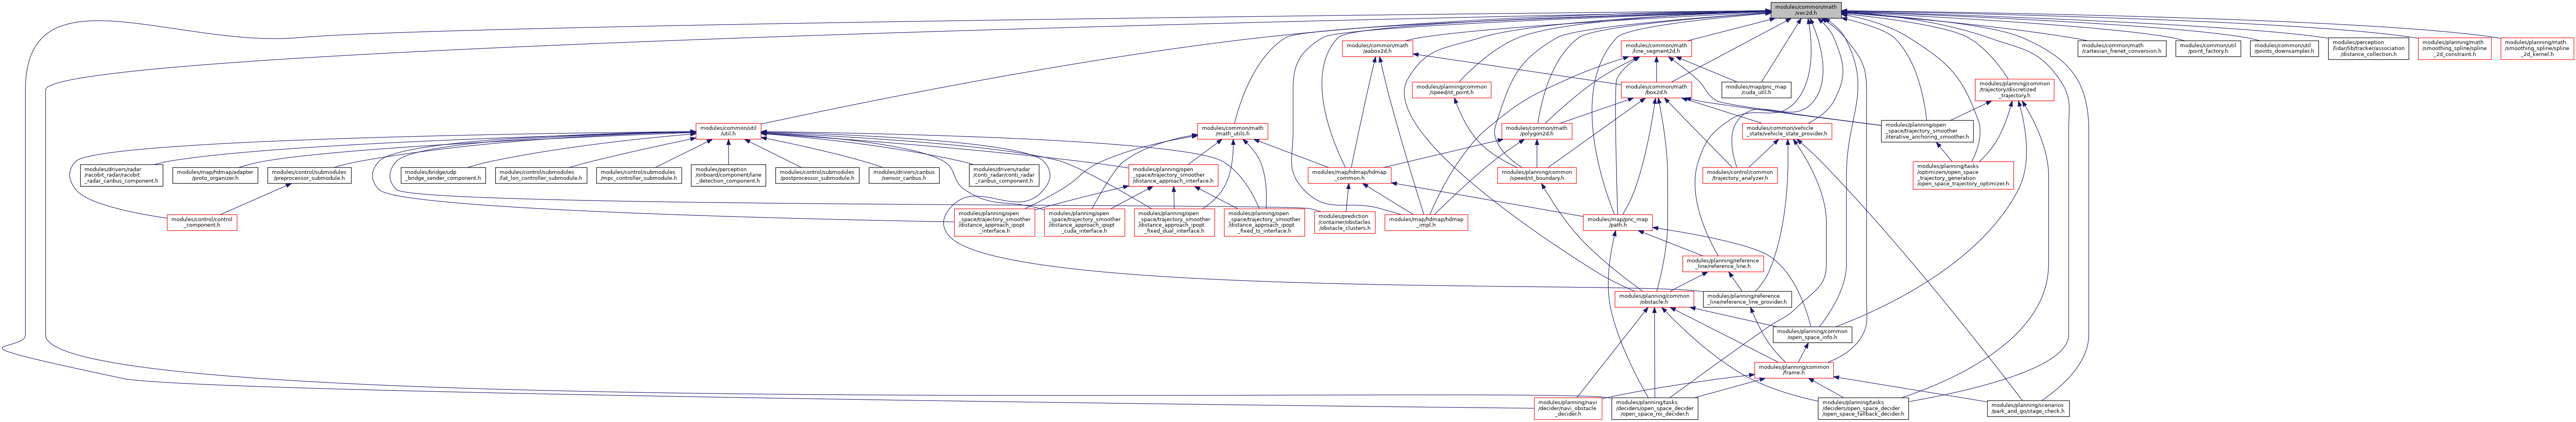 modules/common/math
/vec2d.h
modules/common/math
/aabox2d.h
modules/common/math
/line_segment2d.h
modules/common/math
/cartesian_frenet_conversion.h
modules/common/util
/point_factory.h
modules/common/util
/points_downsampler.h
modules/perception
/lidar/lib/tracker/association
/distance_collection.h
modules/planning/math
/smoothing_spline/spline
_2d_constraint.h
modules/planning/math
/smoothing_spline/spline
_2d_kernel.h
modules/planning/common
/speed/st_point.h
modules/common/math
/box2d.h
modules/map/pnc_map
/cuda_util.h
modules/planning/common
/trajectory/discretized
_trajectory.h
modules/common/util
/util.h
modules/common/math
/math_utils.h
modules/common/math
/polygon2d.h
modules/common/vehicle
_state/vehicle_state_provider.h
modules/planning/open
_space/trajectory_smoother
/iterative_anchoring_smoother.h
modules/drivers/radar
/racobit_radar/racobit
_radar_canbus_component.h
modules/map/hdmap/adapter
/proto_organizer.h
modules/control/submodules
/preprocessor_submodule.h
modules/bridge/udp
_bridge_sender_component.h
modules/control/submodules
/lat_lon_controller_submodule.h
modules/control/submodules
/mpc_controller_submodule.h
modules/perception
/onboard/component/lane
_detection_component.h
modules/control/submodules
/postprocessor_submodule.h
modules/drivers/canbus
/sensor_canbus.h
modules/drivers/radar
/conti_radar/conti_radar
_canbus_component.h
modules/planning/open
_space/trajectory_smoother
/distance_approach_interface.h
modules/map/hdmap/hdmap
_common.h
modules/planning/common
/speed/st_boundary.h
modules/control/common
/trajectory_analyzer.h
modules/planning/tasks
/optimizers/open_space
_trajectory_generation
/open_space_trajectory_optimizer.h
modules/control/control
_component.h
modules/planning/open
_space/trajectory_smoother
/distance_approach_ipopt
_interface.h
modules/planning/open
_space/trajectory_smoother
/distance_approach_ipopt
_cuda_interface.h
modules/planning/open
_space/trajectory_smoother
/distance_approach_ipopt
_fixed_dual_interface.h
modules/planning/open
_space/trajectory_smoother
/distance_approach_ipopt
_fixed_ts_interface.h
modules/prediction
/container/obstacles
/obstacle_clusters.h
modules/map/hdmap/hdmap
_impl.h
modules/map/pnc_map
/path.h
modules/planning/reference
_line/reference_line.h
modules/planning/common
/obstacle.h
modules/planning/reference
_line/reference_line_provider.h
modules/planning/common
/open_space_info.h
modules/planning/common
/frame.h
modules/planning/navi
/decider/navi_obstacle
_decider.h
modules/planning/tasks
/deciders/open_space_decider
/open_space_roi_decider.h
modules/planning/tasks
/deciders/open_space_decider
/open_space_fallback_decider.h
modules/planning/scenarios
/park_and_go/stage_check.h